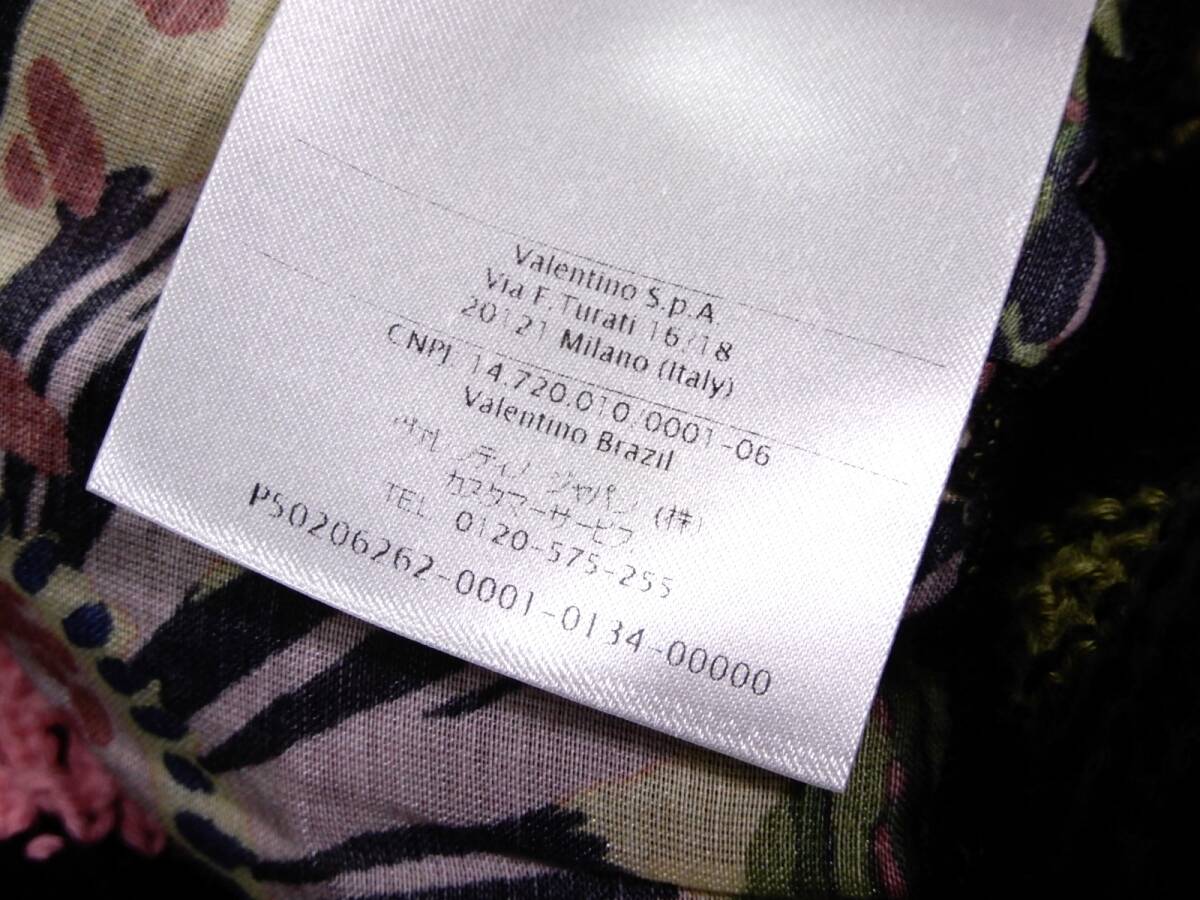 Valentino S.p.A.
Via F. Turati 16/18
20121 Milano (Italy)
CNPJ. 14.720.010/0001-06
Valentino Brazil
ヴァレンティノ ジャパン (株)
カスタマーサービス
TEL 0120-575-255
P50206262-0001-0134-00000